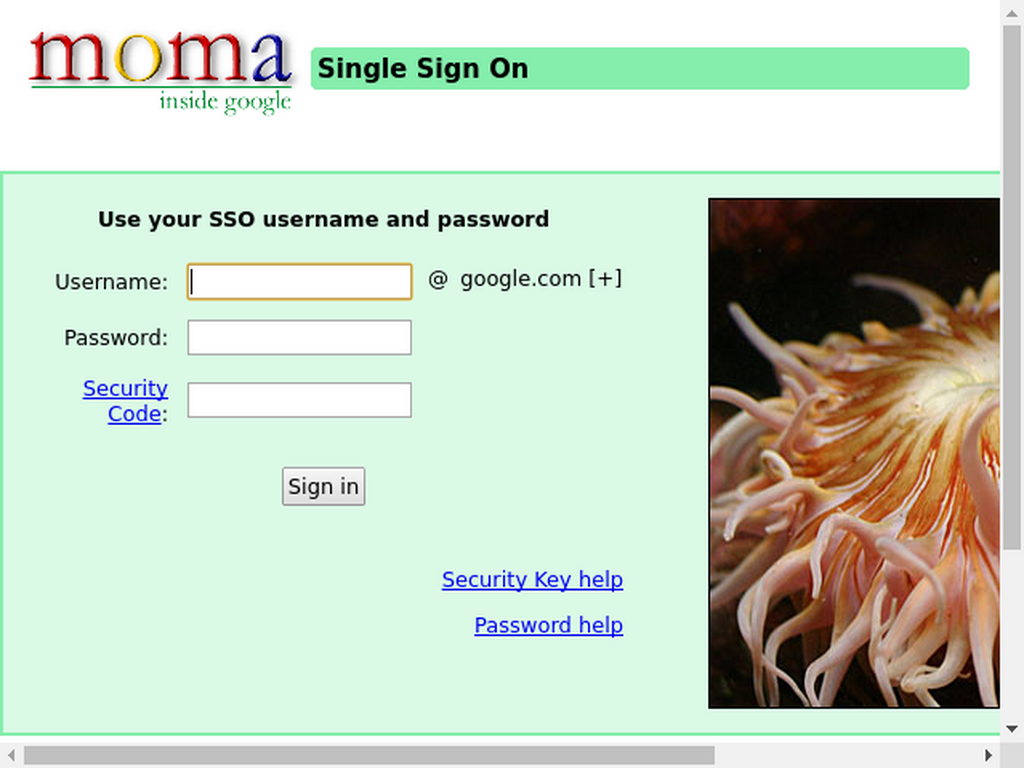 moma
inside google
Single Sign On
Use your SSO username and password
Username:
@ google.com [+]
Password:
Security
Code:
Sign in
Security Key help
Password help